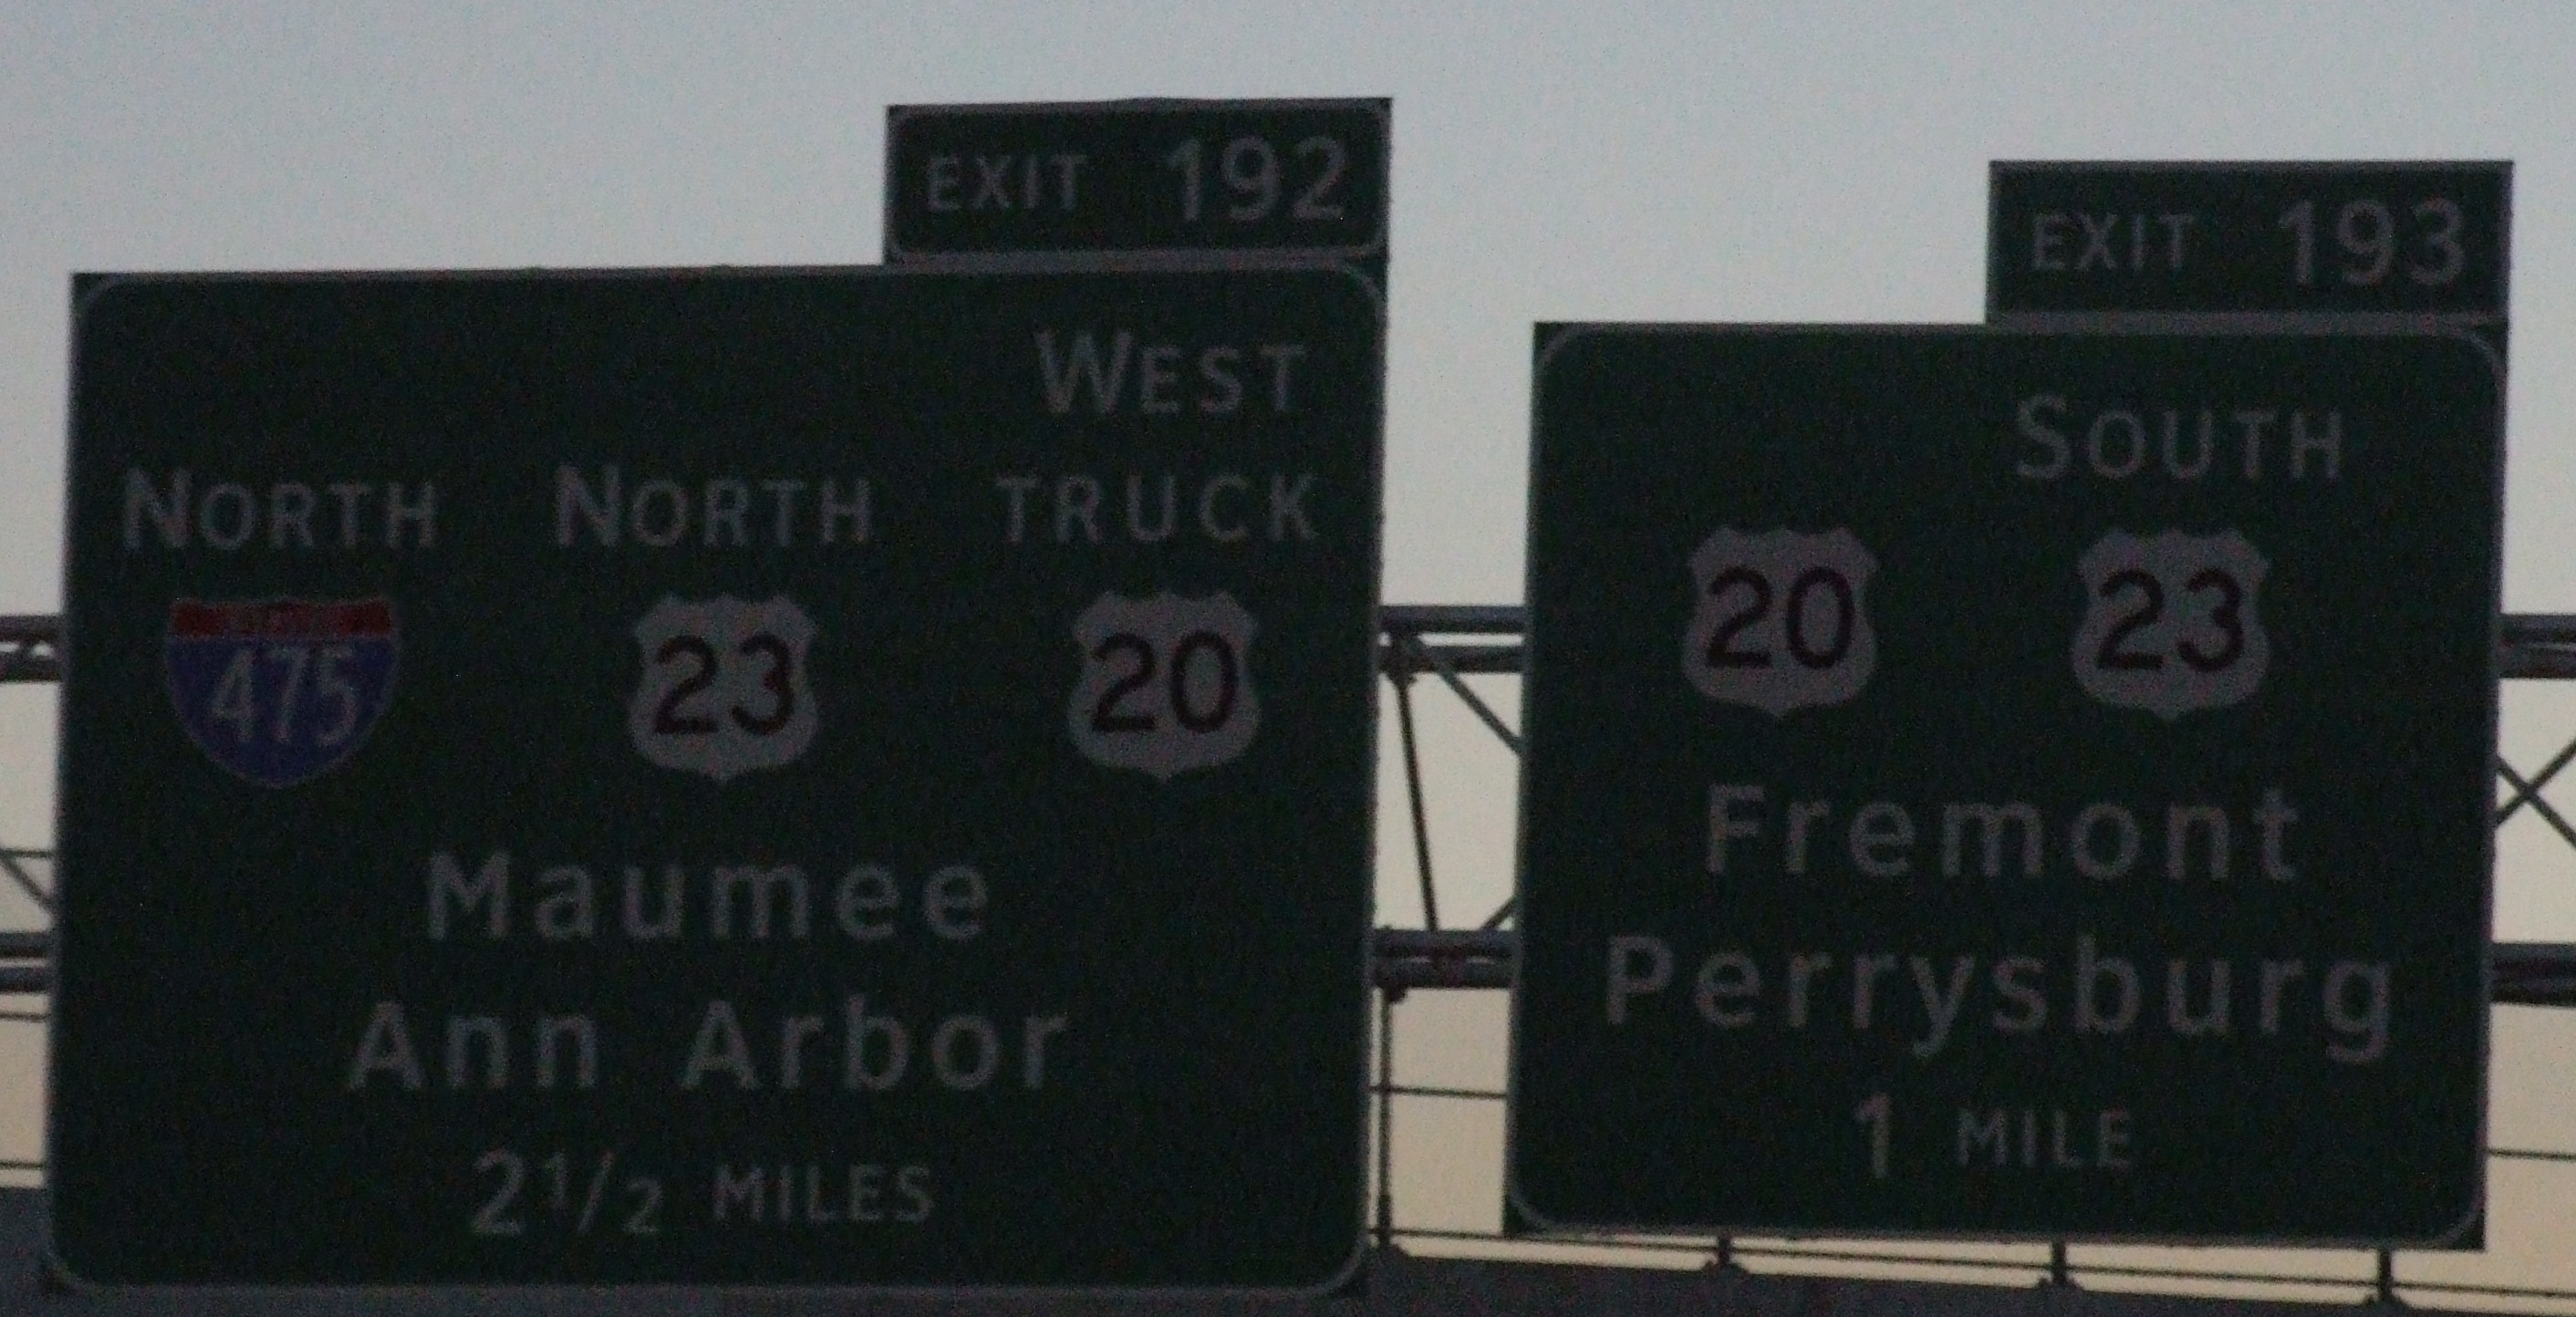 EXIT 192
WEST
NORTH NORTH TRUCK
475 23 20
Maumee
Ann Arbor
2 1/2 MILES
EXIT 193
SOUTH
20 23
Fremont
Perrysburg
1 MILE